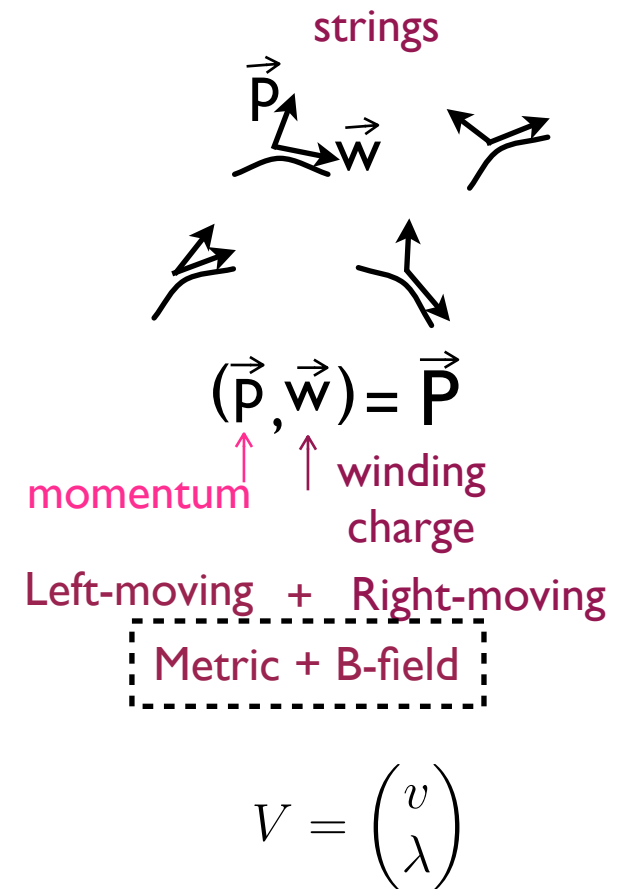 strings
p⃗
w⃗
(p⃗,w⃗) = P⃗
momentum
winding
charge
Left-moving + Right-moving
Metric + B-field
V = (v
λ)